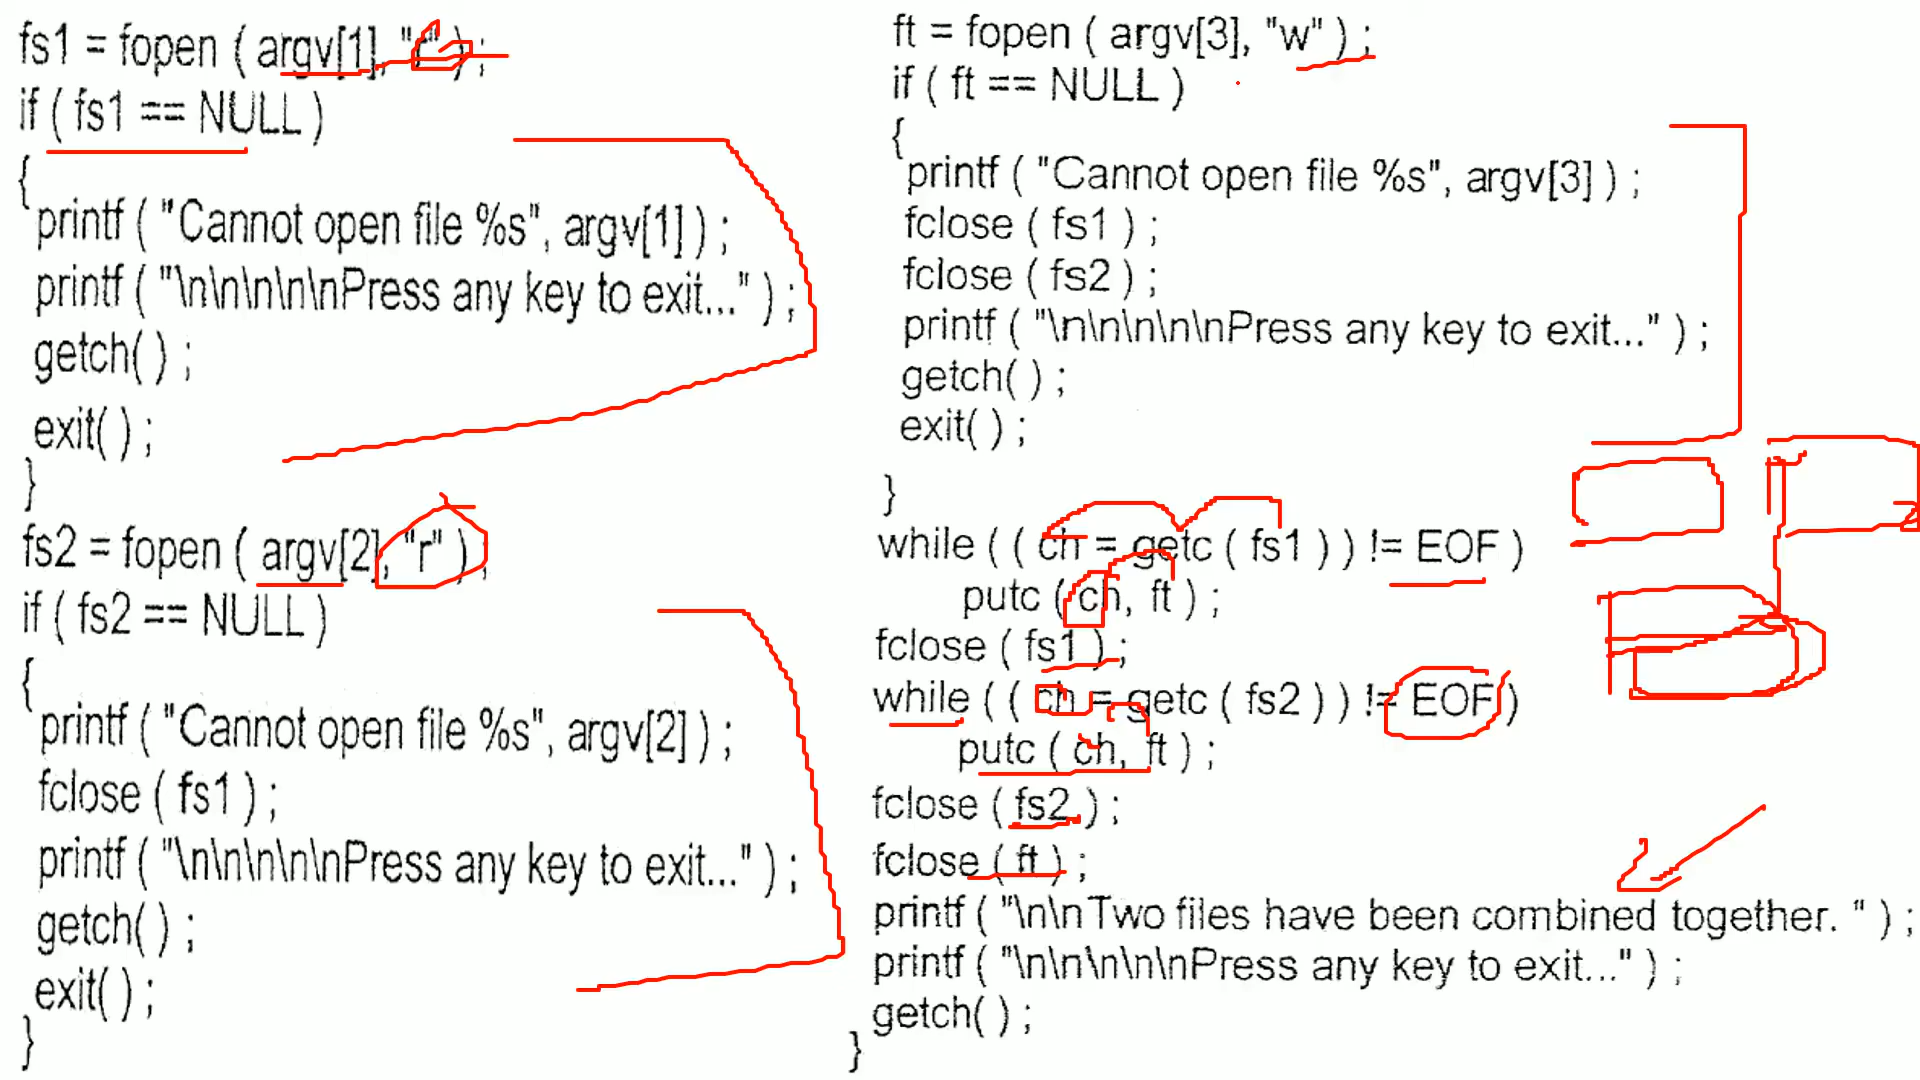 fs1 = fopen ( argv[1], "r" ) ;
if ( fs1 == NULL )
{
printf ( "Cannot open file %s", argv[1] ) ;
printf ( "\n\n\n\n\nPress any key to exit..." ) ;
getch( ) ;
exit( ) ;
}
fs2 = fopen ( argv[2], "r" ) ;
if ( fs2 == NULL )
{
printf ( "Cannot open file %s", argv[2] ) ;
fclose ( fs1 ) ;
printf ( "\n\n\n\n\nPress any key to exit..." ) ;
getch( ) ;
exit( ) ;
}
ft = fopen ( argv[3], "w" ) ;
if ( ft == NULL )
{
printf ( "Cannot open file %s", argv[3] ) ;
fclose ( fs1 ) ;
fclose ( fs2 ) ;
printf ( "\n\n\n\n\nPress any key to exit..." ) ;
getch( ) ;
exit( ) ;
}
while ( ( ch = getc ( fs1 ) ) != EOF )
putc ( ch, ft ) ;
fclose ( fs1 ) ;
while ( ( ch = getc ( fs2 ) ) != EOF )
putc ( ch, ft ) ;
fclose ( fs2 ) ;
fclose ( ft ) ;
printf ( "\n\nTwo files have been combined together. " ) ;
printf ( "\n\n\n\n\nPress any key to exit..." ) ;
getch( ) ;
}